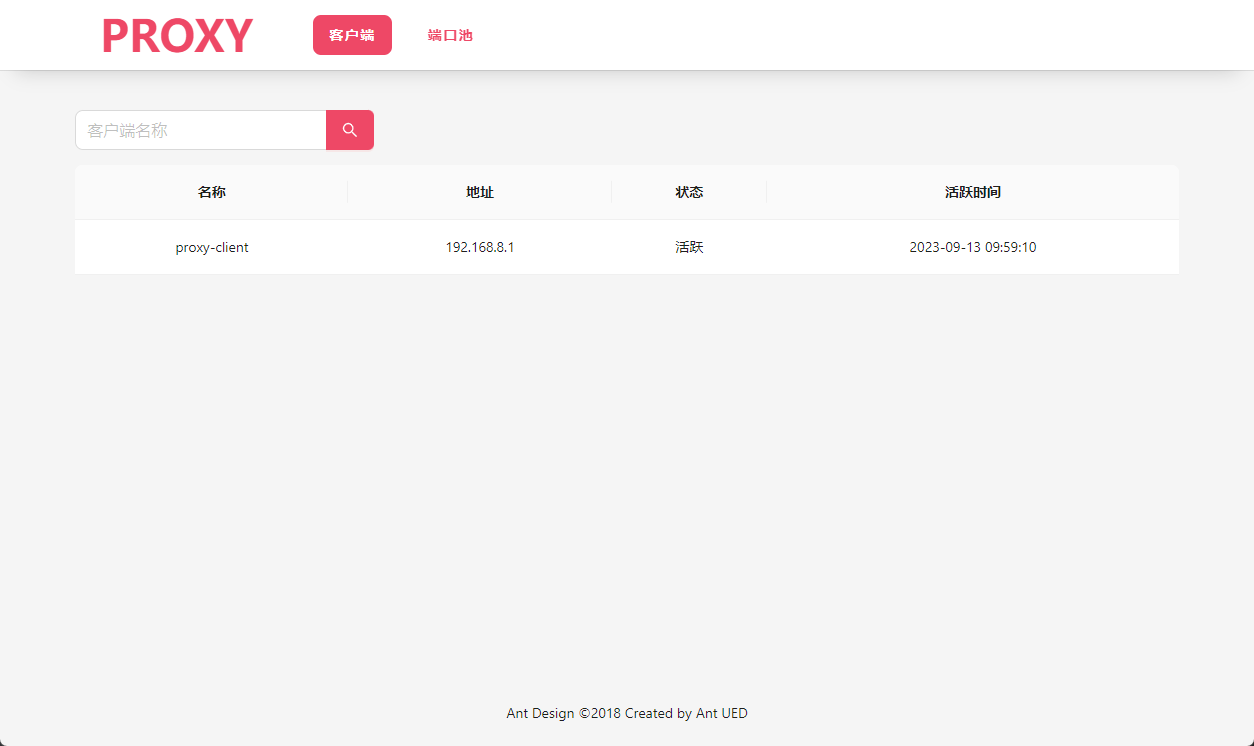 PROXY 客户端 端口池
客户端名称
名称 地址 状态 活跃时间
proxy-client 192.168.8.1 活跃 2023-09-13 09:59:10
Ant Design ©2018 Created by Ant UED